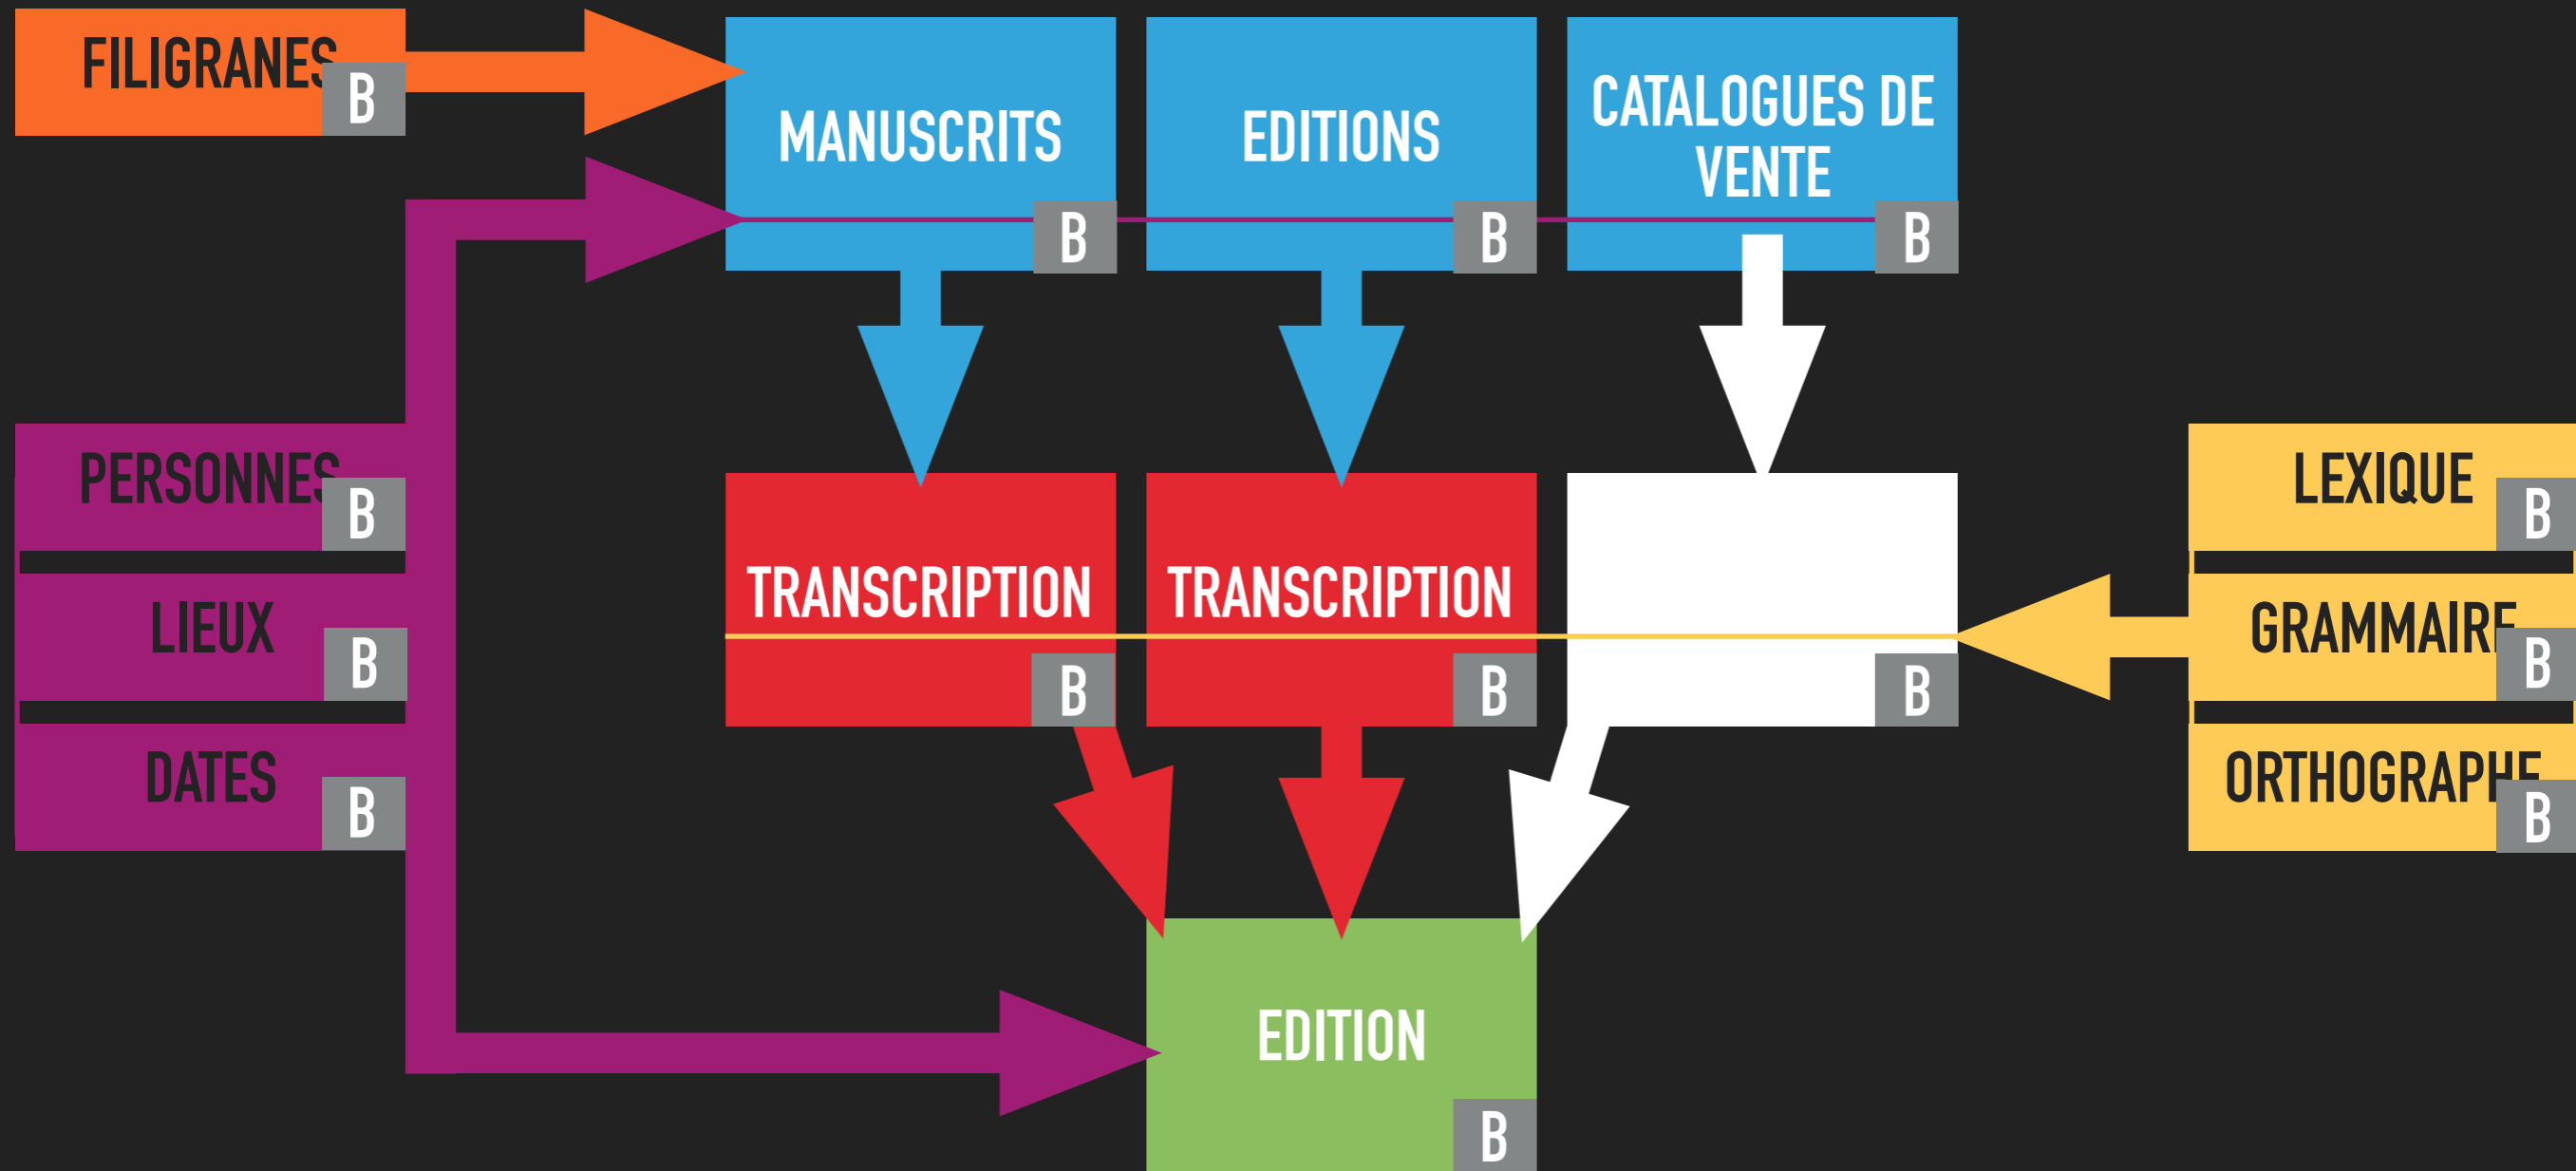 FILIGRANES
B
MANUSCRITS
B
EDITIONS
B
CATALOGUES DE
VENTE
B
PERSONNES
B
LIEUX
B
DATES
B
TRANSCRIPTION
B
TRANSCRIPTION
B
B
LEXIQUE
B
GRAMMAIRE
B
ORTHOGRAPHE
B
EDITION
B